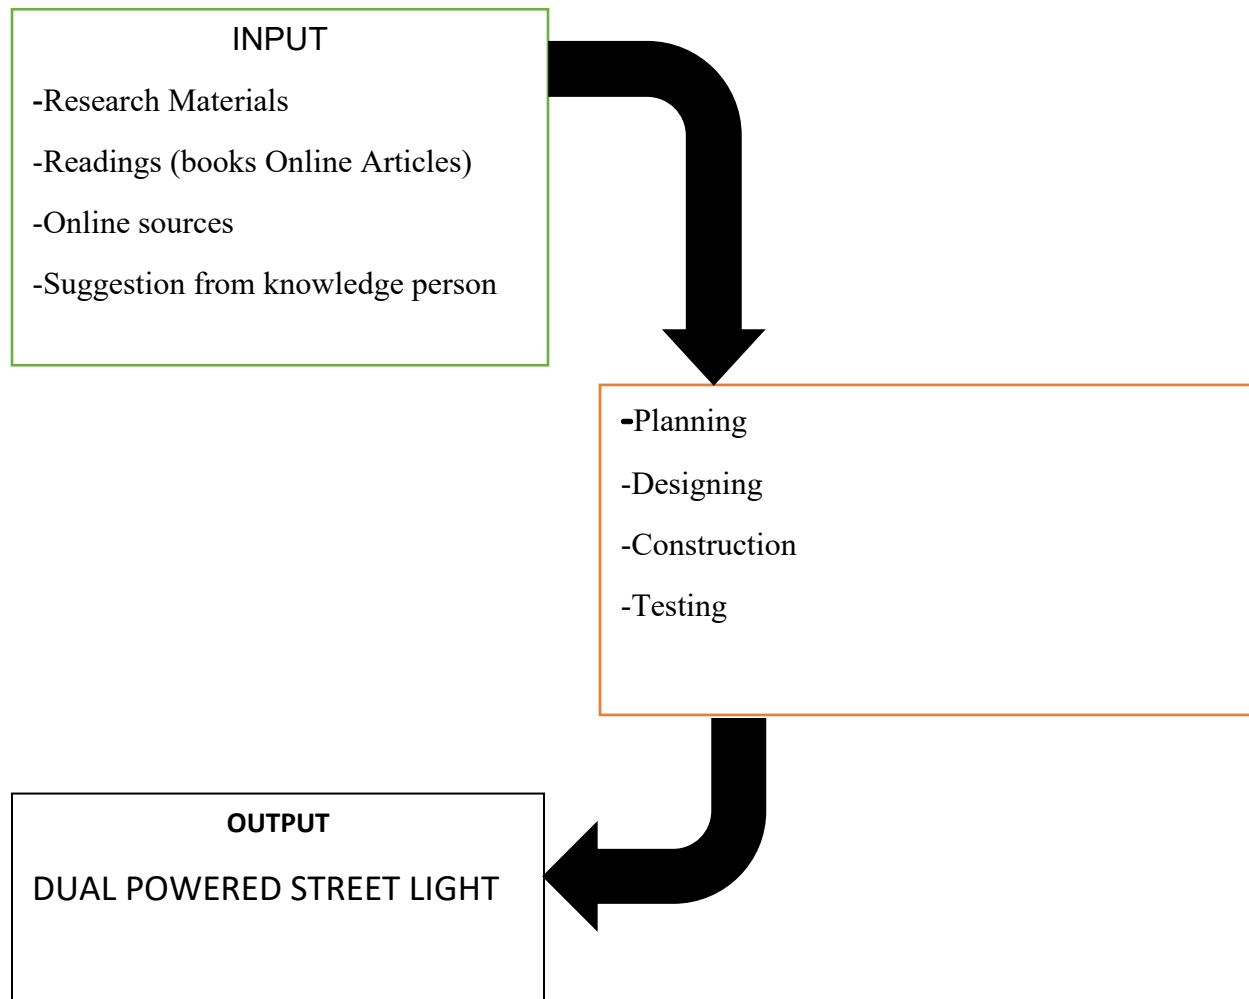 INPUT
-Research Materials
-Readings (books Online Articles)
-Online sources
-Suggestion from knowledge person
-Planning
-Designing
-Construction
-Testing
OUTPUT
DUAL POWERED STREET LIGHT